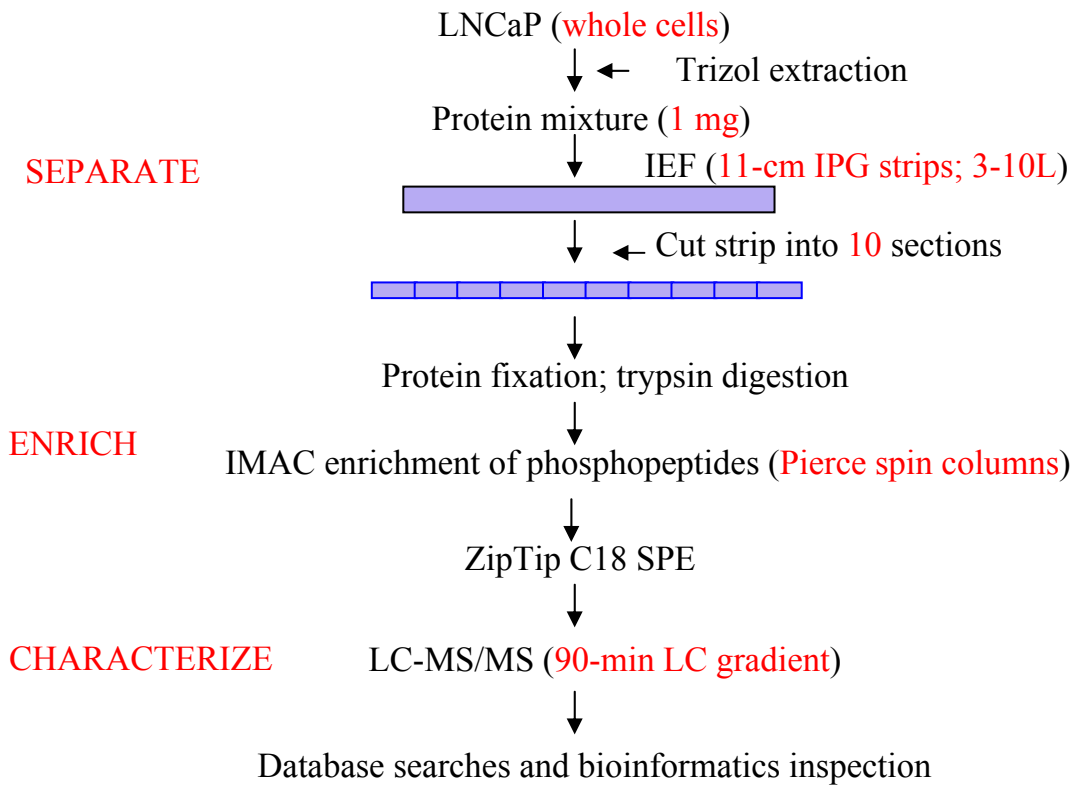 LNCaP (whole cells)
Trizol extraction
Protein mixture (1 mg)
SEPARATE
IEF (11-cm IPG strips; 3-10L)
Cut strip into 10 sections
Protein fixation; trypsin digestion
ENRICH
IMAC enrichment of phosphopeptides (Pierce spin columns)
ZipTip C18 SPE
CHARACTERIZE
LC-MS/MS (90-min LC gradient)
Database searches and bioinformatics inspection